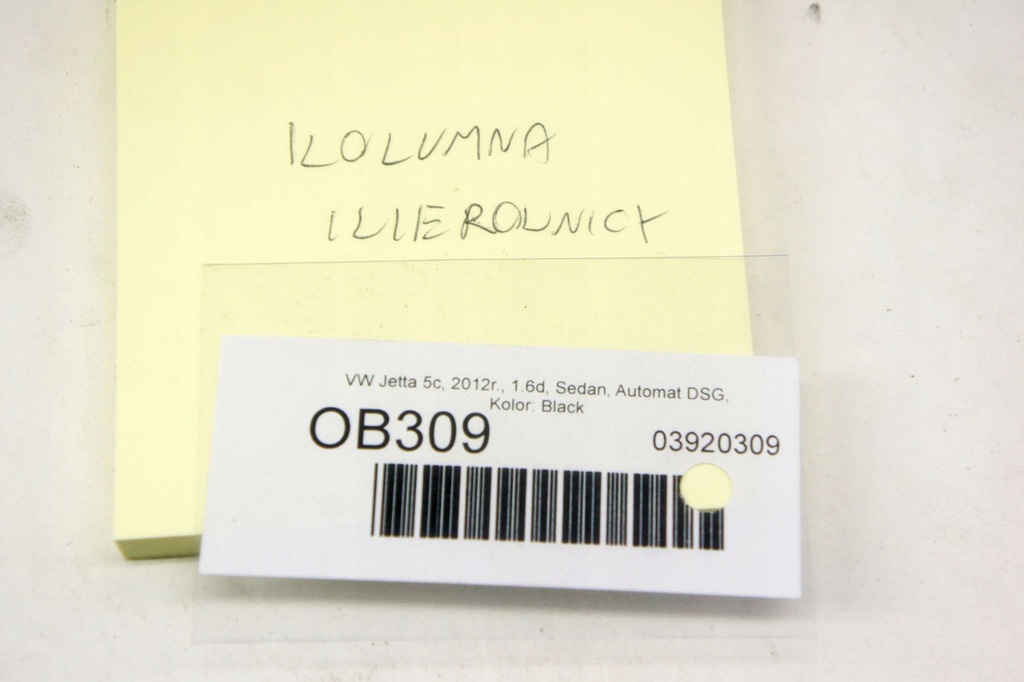 KOLUMNA
KIEROWNICY
VW Jetta 5c, 2012r., 1.6d, Sedan, Automat DSG,
Kolor: Black
OB309 03920309